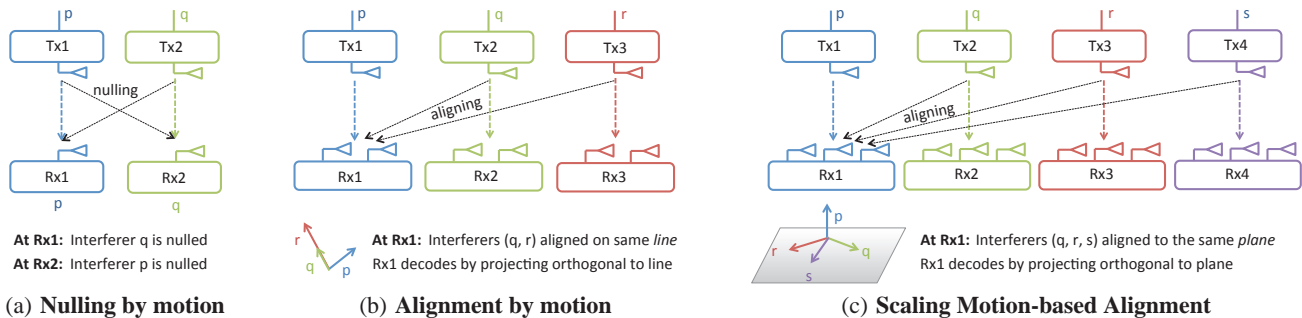 p
q
Tx1
Tx2
nulling
Rx1
Rx2
p
q
At Rx1: Interferer q is nulled
At Rx2: Interferer p is nulled
(a) Nulling by motion
p
q
r
Tx1
Tx2
Tx3
aligning
Rx1
Rx2
Rx3
r
q
p
At Rx1: Interferers (q, r) aligned on same line
Rx1 decodes by projecting orthogonal to line
(b) Alignment by motion
p
q
r
s
Tx1
Tx2
Tx3
Tx4
aligning
Rx1
Rx2
Rx3
Rx4
p
r
q
s
At Rx1: Interferers (q, r, s) aligned to the same plane
Rx1 decodes by projecting orthogonal to plane
(c) Scaling Motion-based Alignment